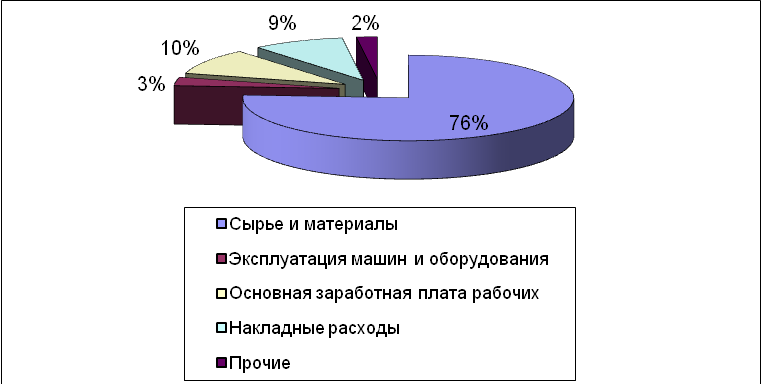 9%
2%
10%
3%
76%
Сырье и материалы
Эксплуатация машин и оборудования
Основная заработная плата рабочих
Накладные расходы
Прочие